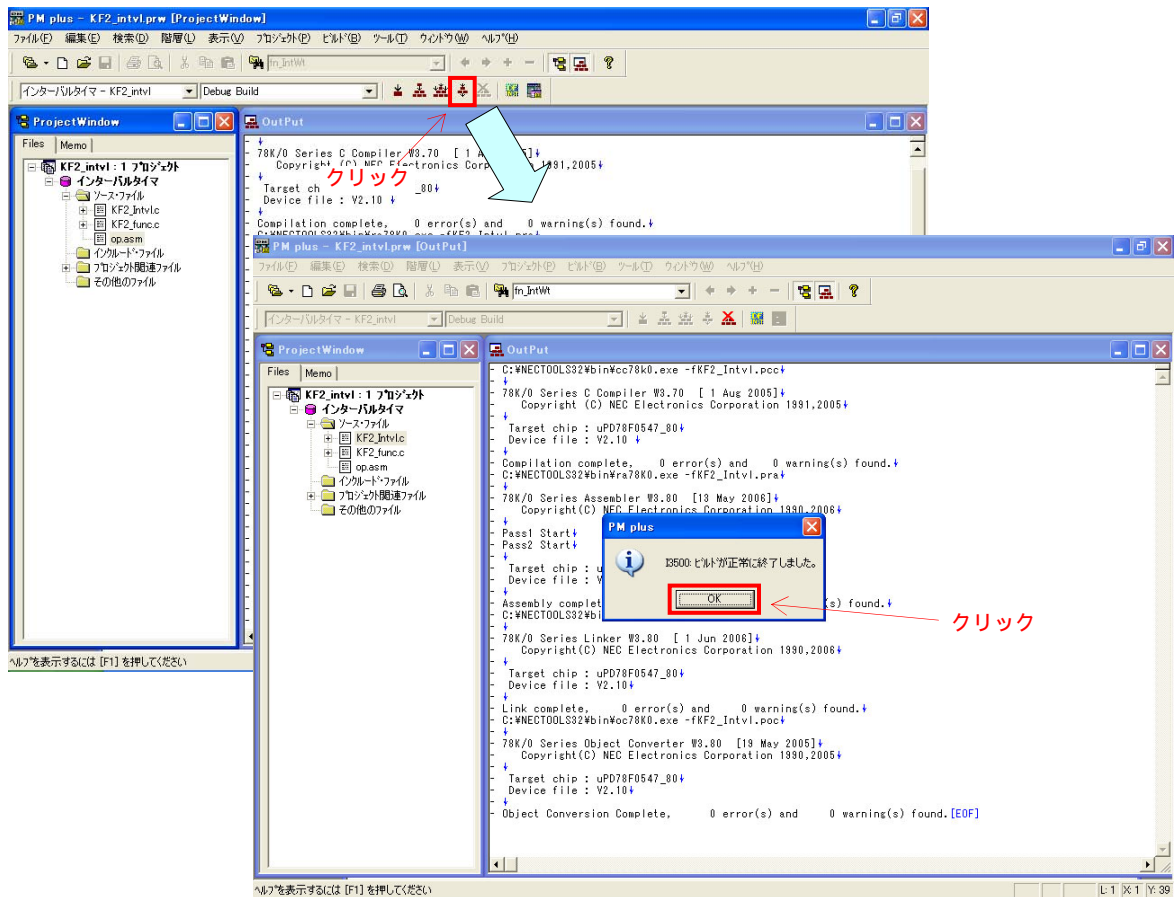 PM plus - KF2_intvl.prw [ProjectWindow]
ファイル(F) 編集(E) 検索(D) 階層(L) 表示(V) プロジェクト(P) ビルド(B) ツール(T) ウィンドウ(W) ヘルプ(H)
fn_IntWt
インターバルタイマ - KF2_intvl Debug Build
ProjectWindow
Files Memo
KF2_intvl : 1 プロジェクト
インターバルタイマ
ソース・ファイル
KF2_Intvl.c
KF2_func.c
op.asm
インクルード・ファイル
プロジェクト関連ファイル
その他のファイル
OutPut
78K/0 Series C Compiler W3.70 [ 1 A 5]
Copyright (C) NEC Electronics Corp 1991,2005
クリック
Target ch _80
Device file : V2.10
Compilation complete, 0 error(s) and 0 warning(s) found.
C:¥NECTOOLS32¥bin¥ra78K0.exe -fKF2_Intvl.pra
ヘルプを表示するには [F1] を押してください
PM plus - KF2_intvl.prw [OutPut]
ファイル(F) 編集(E) 検索(D) 階層(L) 表示(V) プロジェクト(P) ビルド(B) ツール(T) ウィンドウ(W) ヘルプ(H)
fn_IntWt
インターバルタイマ - KF2_intvl Debug Build
ProjectWindow
Files Memo
KF2_intvl : 1 プロジェクト
インターバルタイマ
ソース・ファイル
KF2_Intvl.c
KF2_func.c
op.asm
インクルード・ファイル
プロジェクト関連ファイル
その他のファイル
OutPut
C:¥NECTOOLS32¥bin¥cc78k0.exe -fKF2_Intvl.pcc
78K/0 Series C Compiler W3.70 [ 1 Aug 2005]
Copyright (C) NEC Electronics Corporation 1991,2005
Target chip : uPD78F0547_80
Device file : V2.10
Compilation complete, 0 error(s) and 0 warning(s) found.
C:¥NECTOOLS32¥bin¥ra78K0.exe -fKF2_Intvl.pra
78K/0 Series Assembler W3.80 [13 May 2006]
Copyright(C) NEC Electronics Corporation 1990,2006
Pass1 Start
Pass2 Start
Target chip : u
Device file : V
Assembly complet (s) found.
C:¥NECTOOLS32¥bi
PM plus
I3500: ビルドが正常に終了しました。
OK
クリック
78K/0 Series Linker W3.80 [ 1 Jun 2006]
Copyright(C) NEC Electronics Corporation 1990,2006
Target chip : uPD78F0547_80
Device file : V2.10
Link complete, 0 error(s) and 0 warning(s) found.
C:¥NECTOOLS32¥bin¥oc78K0.exe -fKF2_Intvl.poc
78K/0 Series Object Converter W3.80 [19 May 2005]
Copyright(C) NEC Electronics Corporation 1990,2005
Target chip : uPD78F0547_80
Device file : V2.10
Object Conversion Complete, 0 error(s) and 0 warning(s) found.[EOF]
ヘルプを表示するには [F1] を押してください
L: 1 X: 1 Y: 39